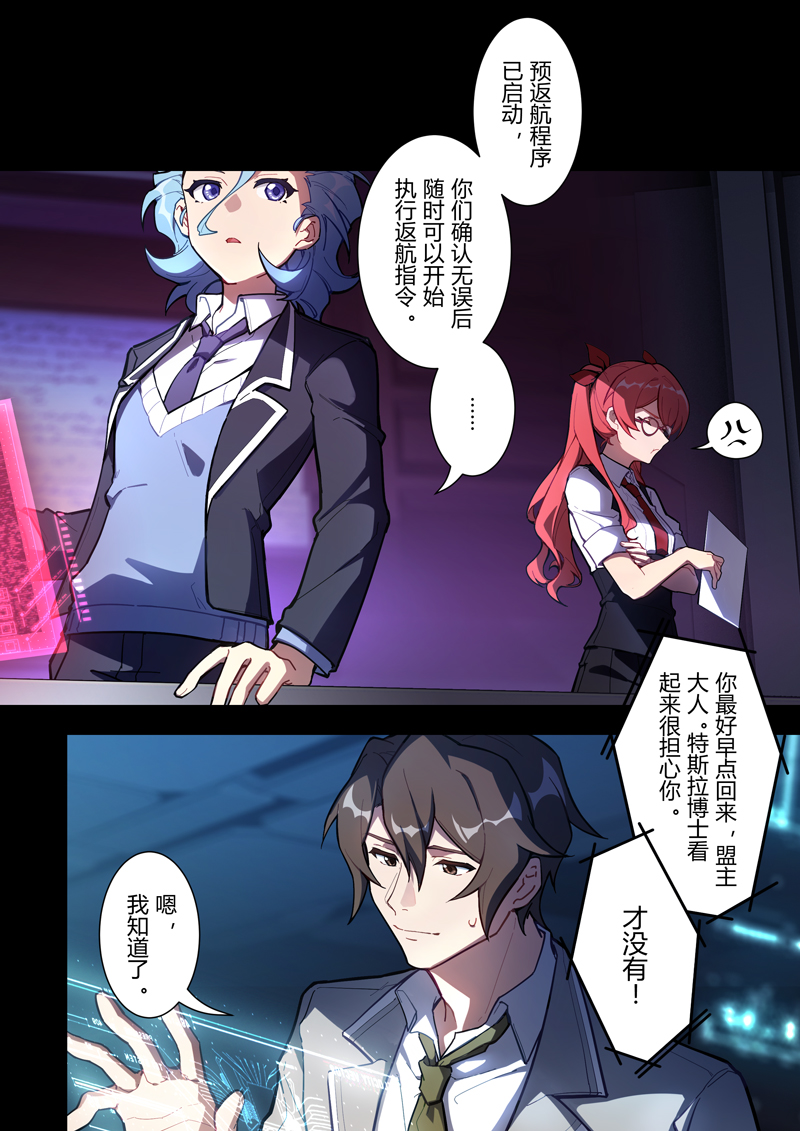 预返航程序
已启动，
你们确认无误后
随时可以开始
执行返航指令。
……
你最好早点回来，盟主
大人。特斯拉博士看
起来很担心你。
才没有！
嗯，
我知道了。